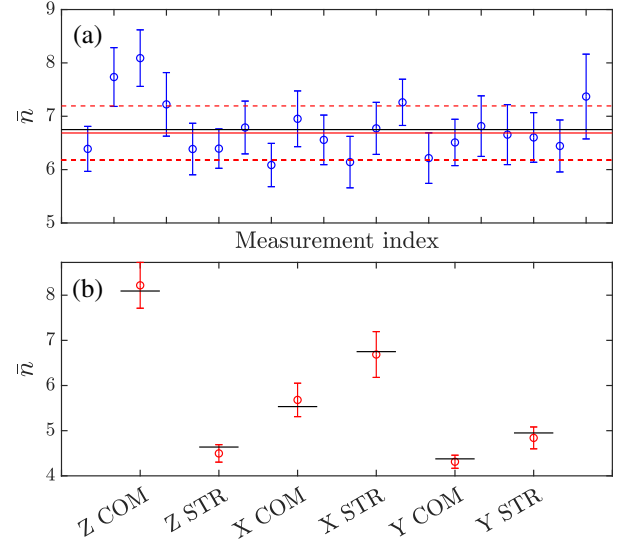 9
(a)
8
n̄
7
6
5
Measurement index
(b)
8
7
n̄
6
5
4
Z COM
Z STR
X COM
X STR
Y COM
Y STR